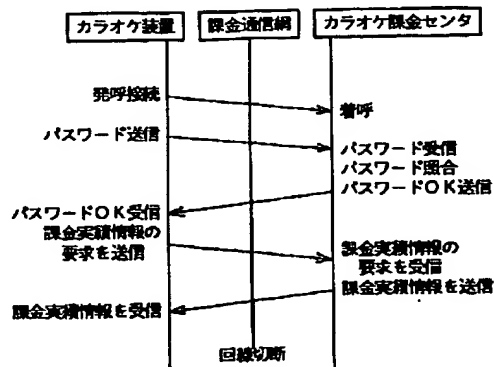 カラオケ装置
課金通信網
カラオケ課金センタ
発呼接続
着呼
パスワード送信
パスワード受信
パスワード照合
パスワードOK送信
パスワードOK受信
課金実績情報の
要求を送信
課金実績情報の
要求を受信
課金実績情報を送信
課金実績情報を受信
回線切断